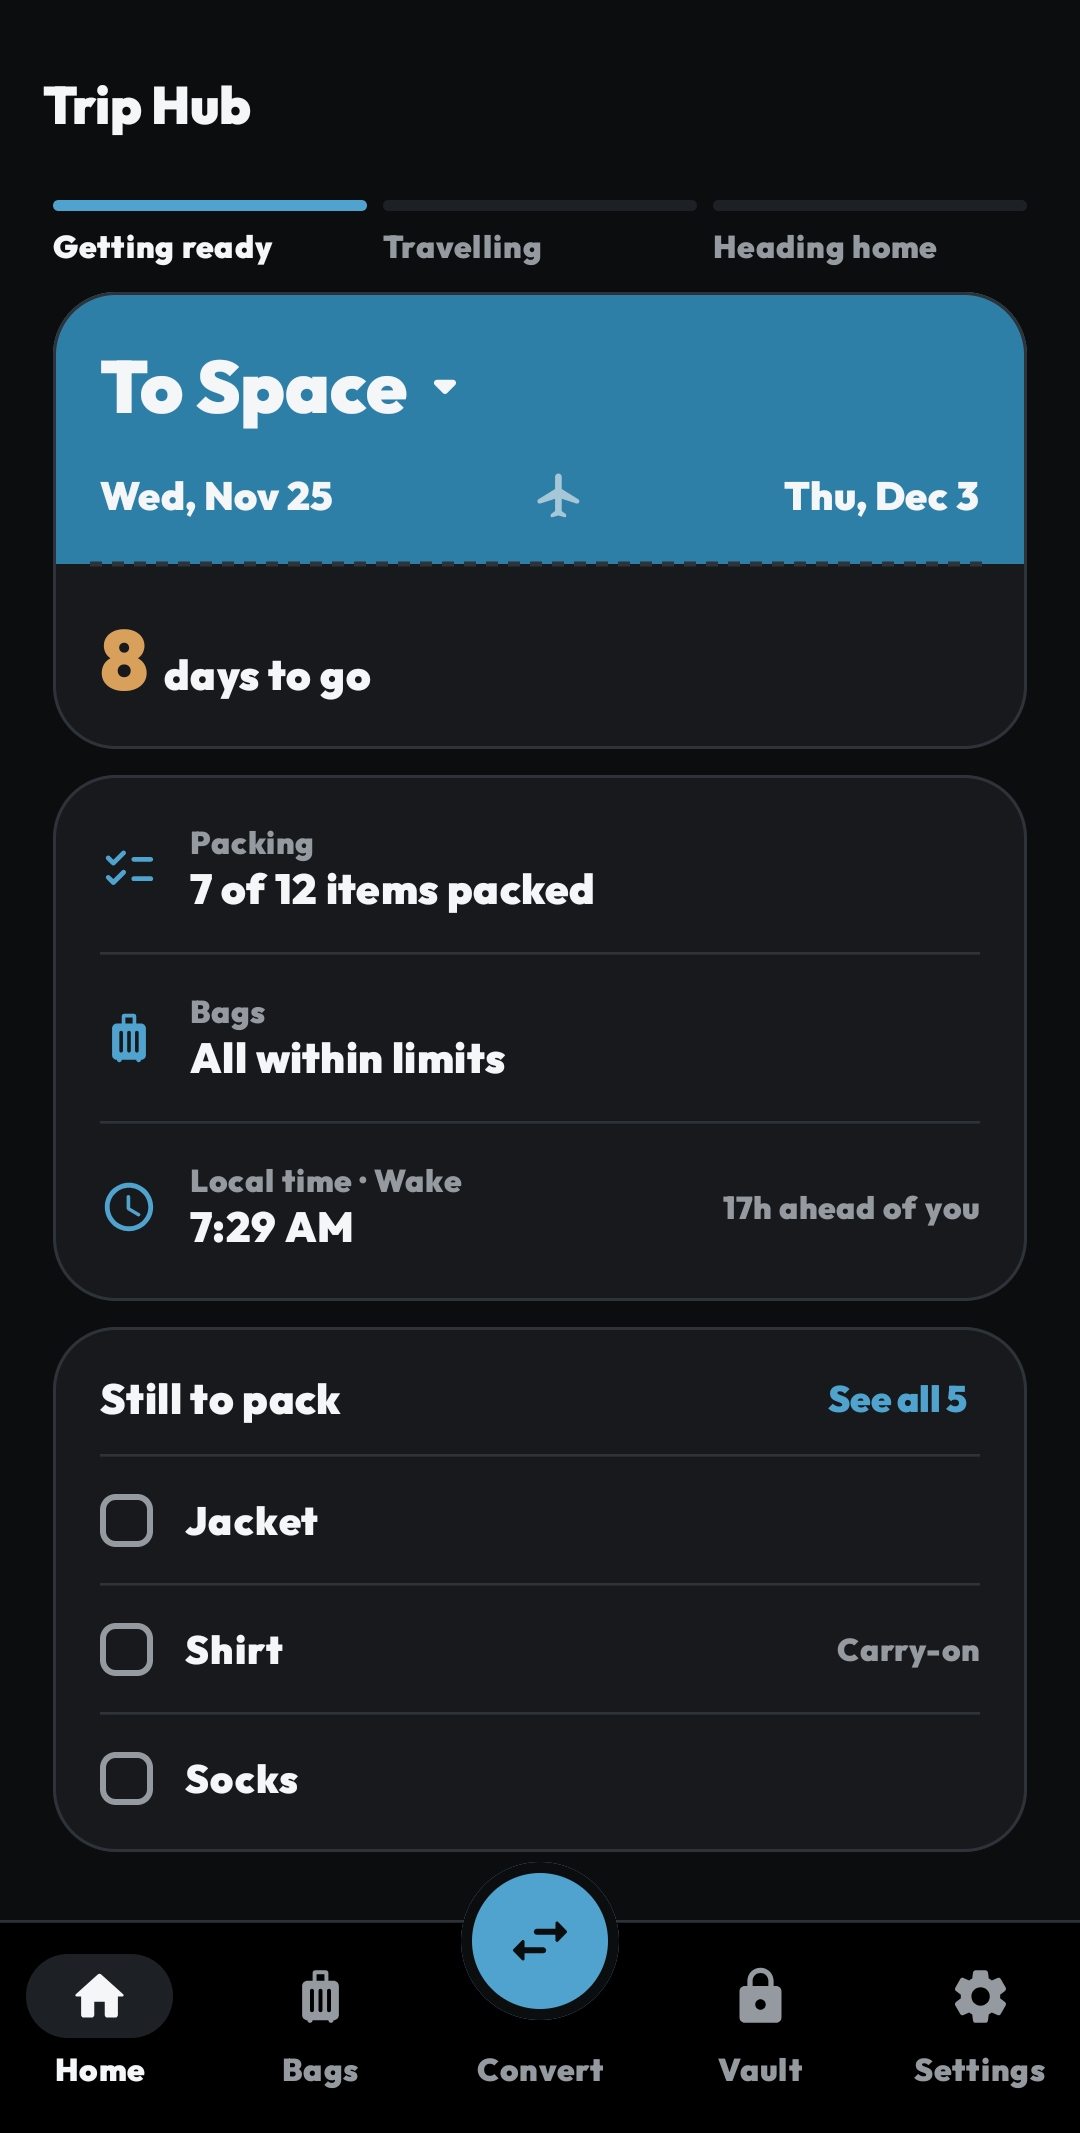 Trip Hub
Getting ready
Travelling
Heading home
To Space
Wed, Nov 25
Thu, Dec 3
8 days to go
Packing
7 of 12 items packed
Bags
All within limits
Local time · Wake
7:29 AM
17h ahead of you
Still to pack
See all 5
Jacket
Shirt
Carry-on
Socks
Home
Bags
Convert
Vault
Settings